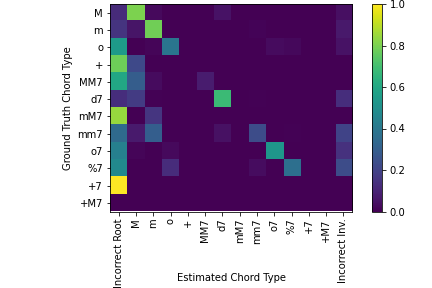 M
m
o
+
MM7
d7
mM7
mm7
o7
%7
+7
+M7
Ground Truth Chord Type
Incorrect Root
M
m
o
+
MM7
d7
mM7
mm7
o7
%7
+7
+M7
Incorrect Inv.
Estimated Chord Type
1.0
0.8
0.6
0.4
0.2
0.0